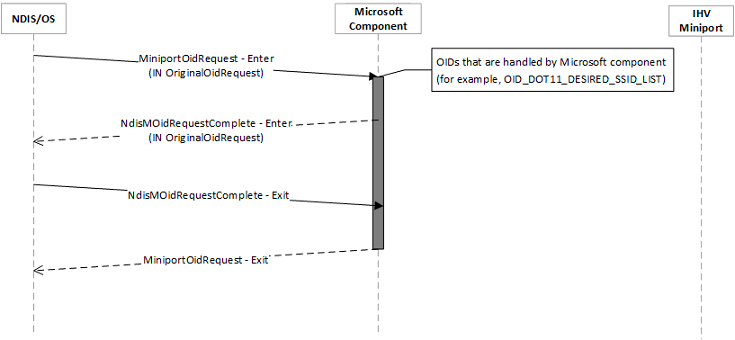 NDIS/OS
Microsoft
Component
IHV
Miniport
MiniportOidRequest - Enter
(IN OriginalOidRequest)
OIDs that are handled by Microsoft component
(for example, OID_DOT11_DESIRED_SSID_LIST)
NdisMOidRequestComplete - Enter
(IN OriginalOidRequest)
NdisMOidRequestComplete - Exit
MiniportOidRequest - Exit